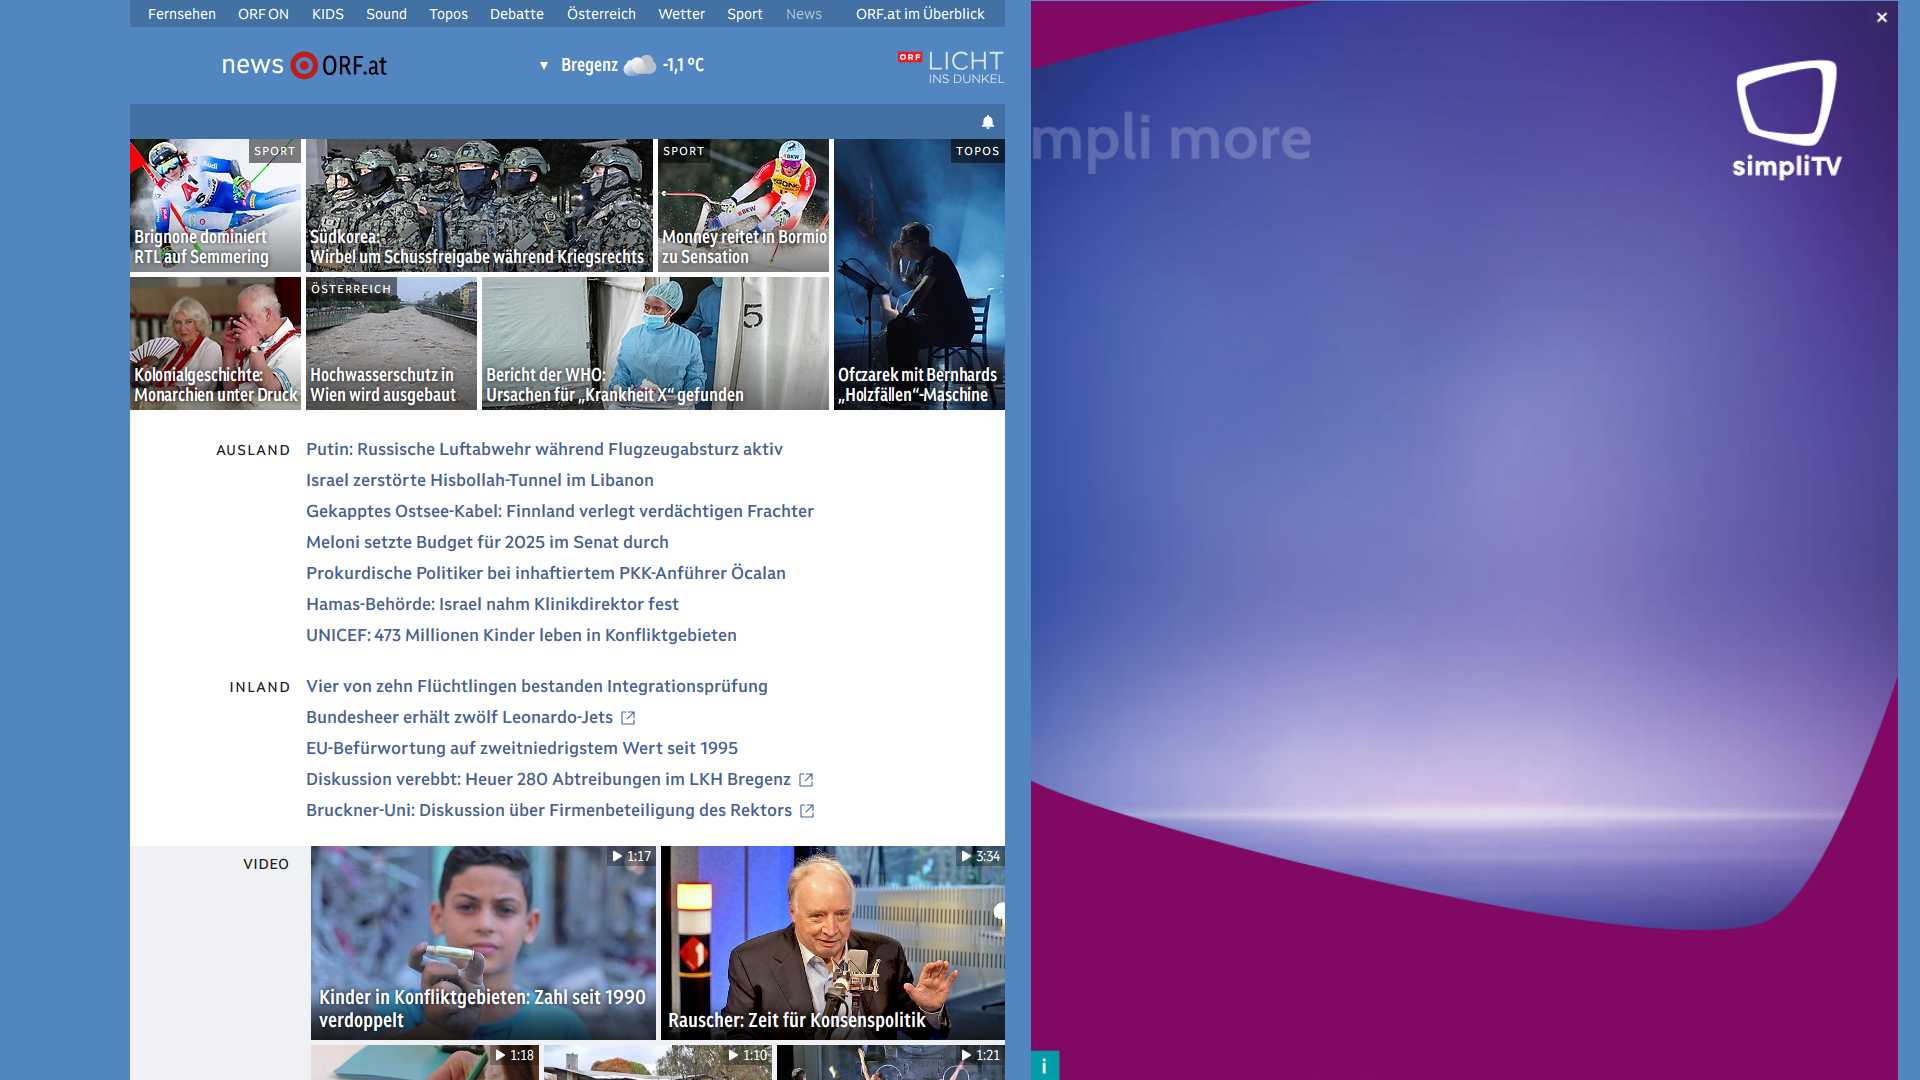 Fernsehen ORF ON KIDS Sound Topos Debatte Österreich Wetter Sport News ORF.at im Überblick
news ORF.at
Bregenz -1,1 °C
ORF LICHT
INS DUNKEL
SPORT
Brignone dominiert
RTL auf Semmering
Südkorea:
Wirbel um Schussfreigabe während Kriegsrechts
SPORT
Monney reitet in Bormio
zu Sensation
TOPOS
Ofczarek mit Bernhards
„Holzfällen“-Maschine
Kolonialgeschichte:
Monarchien unter Druck
ÖSTERREICH
Hochwasserschutz in
Wien wird ausgebaut
5
Bericht der WHO:
Ursachen für „Krankheit X“ gefunden
AUSLAND
Putin: Russische Luftabwehr während Flugzeugabsturz aktiv
Israel zerstörte Hisbollah-Tunnel im Libanon
Gekapptes Ostsee-Kabel: Finnland verlegt verdächtigen Frachter
Meloni setzte Budget für 2025 im Senat durch
Prokurdische Politiker bei inhaftiertem PKK-Anführer Öcalan
Hamas-Behörde: Israel nahm Klinikdirektor fest
UNICEF: 473 Millionen Kinder leben in Konfliktgebieten
INLAND
Vier von zehn Flüchtlingen bestanden Integrationsprüfung
Bundesheer erhält zwölf Leonardo-Jets
EU-Befürwortung auf zweitniedrigstem Wert seit 1995
Diskussion verebbt: Heuer 280 Abtreibungen im LKH Bregenz
Bruckner-Uni: Diskussion über Firmenbeteiligung des Rektors
VIDEO
1:17
Kinder in Konfliktgebieten: Zahl seit 1990
verdoppelt
3:34
Rauscher: Zeit für Konsenspolitik
1:18
1:10
1:21
mpli more
simpliTV